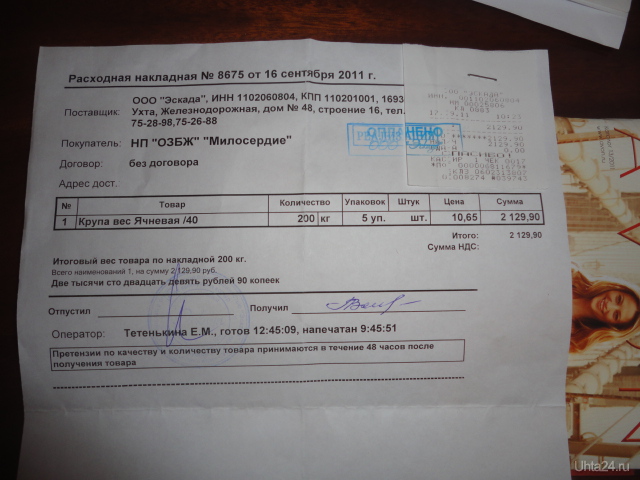 Расходная накладная № 8675 от 16 сентября 2011 г.
Поставщик: ООО "Эскада", ИНН 1102060804, КПП 110201001, 1693
Ухта, Железнодорожная, дом № 48, строение 16, тел.
75-28-98,75-26-88
Покупатель: НП "ОЗБЖ" "Милосердие"
Договор: без договора
Адрес дост.
№ Товар Количество Упаковок Штук Цена Сумма
1 Крупа вес Ячневая /40 200 кг 5 уп. шт. 10,65 2 129,90
Итого: 2 129,90
Сумма НДС:
Итоговый вес товара по накладной 200 кг.
Всего наименований 1, на сумму 2 129,90 руб.
Две тысячи сто двадцать девять рублей 90 копеек
Отпустил Получил
Оператор: Тетенькина Е.М., готов 12:45:09, напечатан 9:45:51
Претензии по качеству и количеству товара принимаются в течение 48 часов после
получения товара
2129.90
Uhta24.ru